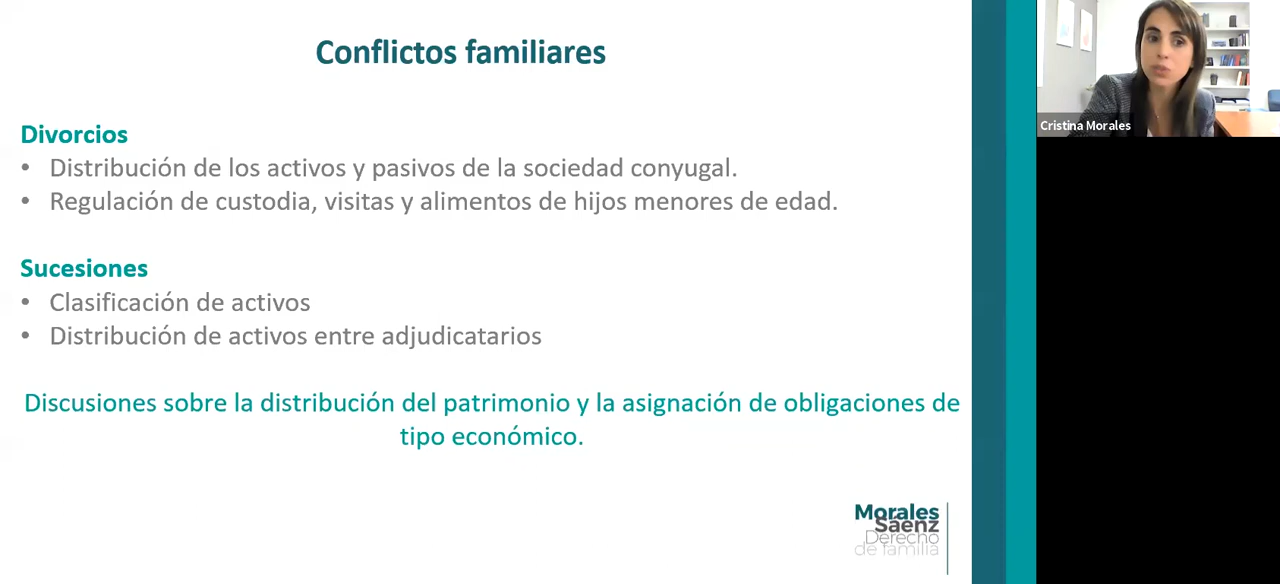 Conflictos familiares
Divorcios
• Distribución de los activos y pasivos de la sociedad conyugal.
• Regulación de custodia, visitas y alimentos de hijos menores de edad.
Sucesiones
• Clasificación de activos
• Distribución de activos entre adjudicatarios
Discusiones sobre la distribución del patrimonio y la asignación de obligaciones de
tipo económico.
Morales
Sáenz
Derecho
de familia
Cristina Morales